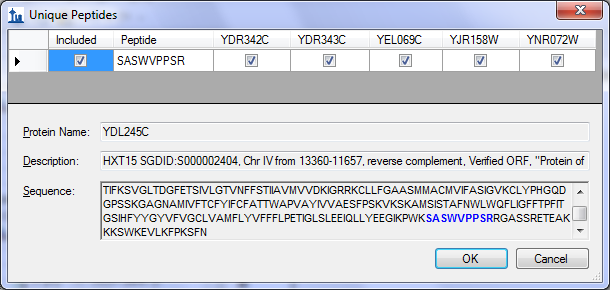 Unique Peptides
Included Peptide YDR342C YDR343C YEL069C YJR158W YNR072W
SASWVPPSR
Protein Name: YDL245C
Description: HXT15 SGDID:S000002404, Chr IV from 13360-11657, reverse complement, Verified ORF, "Protein of
Sequence: TIFKSVGLTDGFETSIVLGTVNFFSTIIAVMVVDKIGRRKCLLFGAASMMACMVIFASIGVKCLYPHGQD
GPSSKGAGNAMIVFTCFYIFCFATTWAPVAYIVVAESFPSKVKSKAMSISTAFNWLWQFLIGFFTPFIT
GSIHFYYGYVFVGCLVAMFLYVFFFLPETIGLSLEEIQLLYEEGIKPWKSASWVPPSRRGASSRETEAK
KKSWKEVLKFPKSFN
OK Cancel